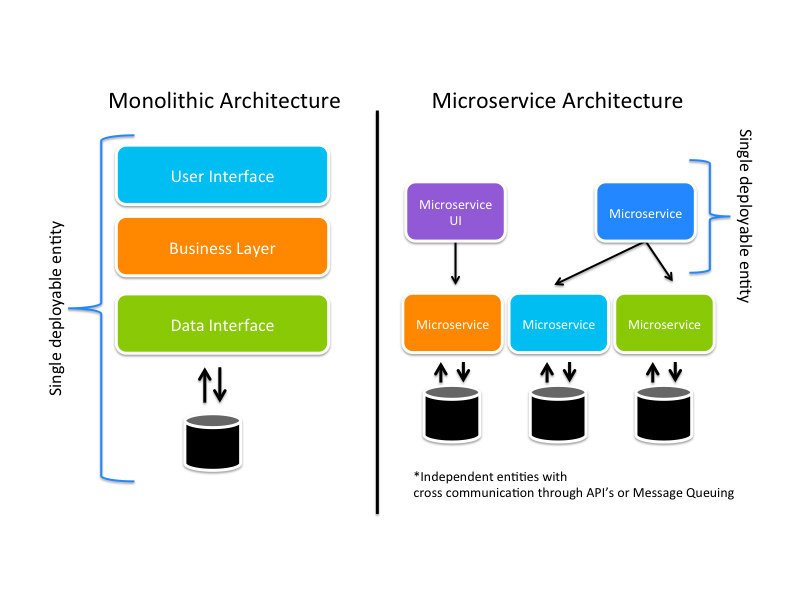 Monolithic Architecture
Single deployable entity
User Interface
Business Layer
Data Interface
Microservice Architecture
Single deployable entity
Microservice
UI
Microservice
Microservice
Microservice
Microservice
*Independent entities with
cross communication through API's or Message Queuing